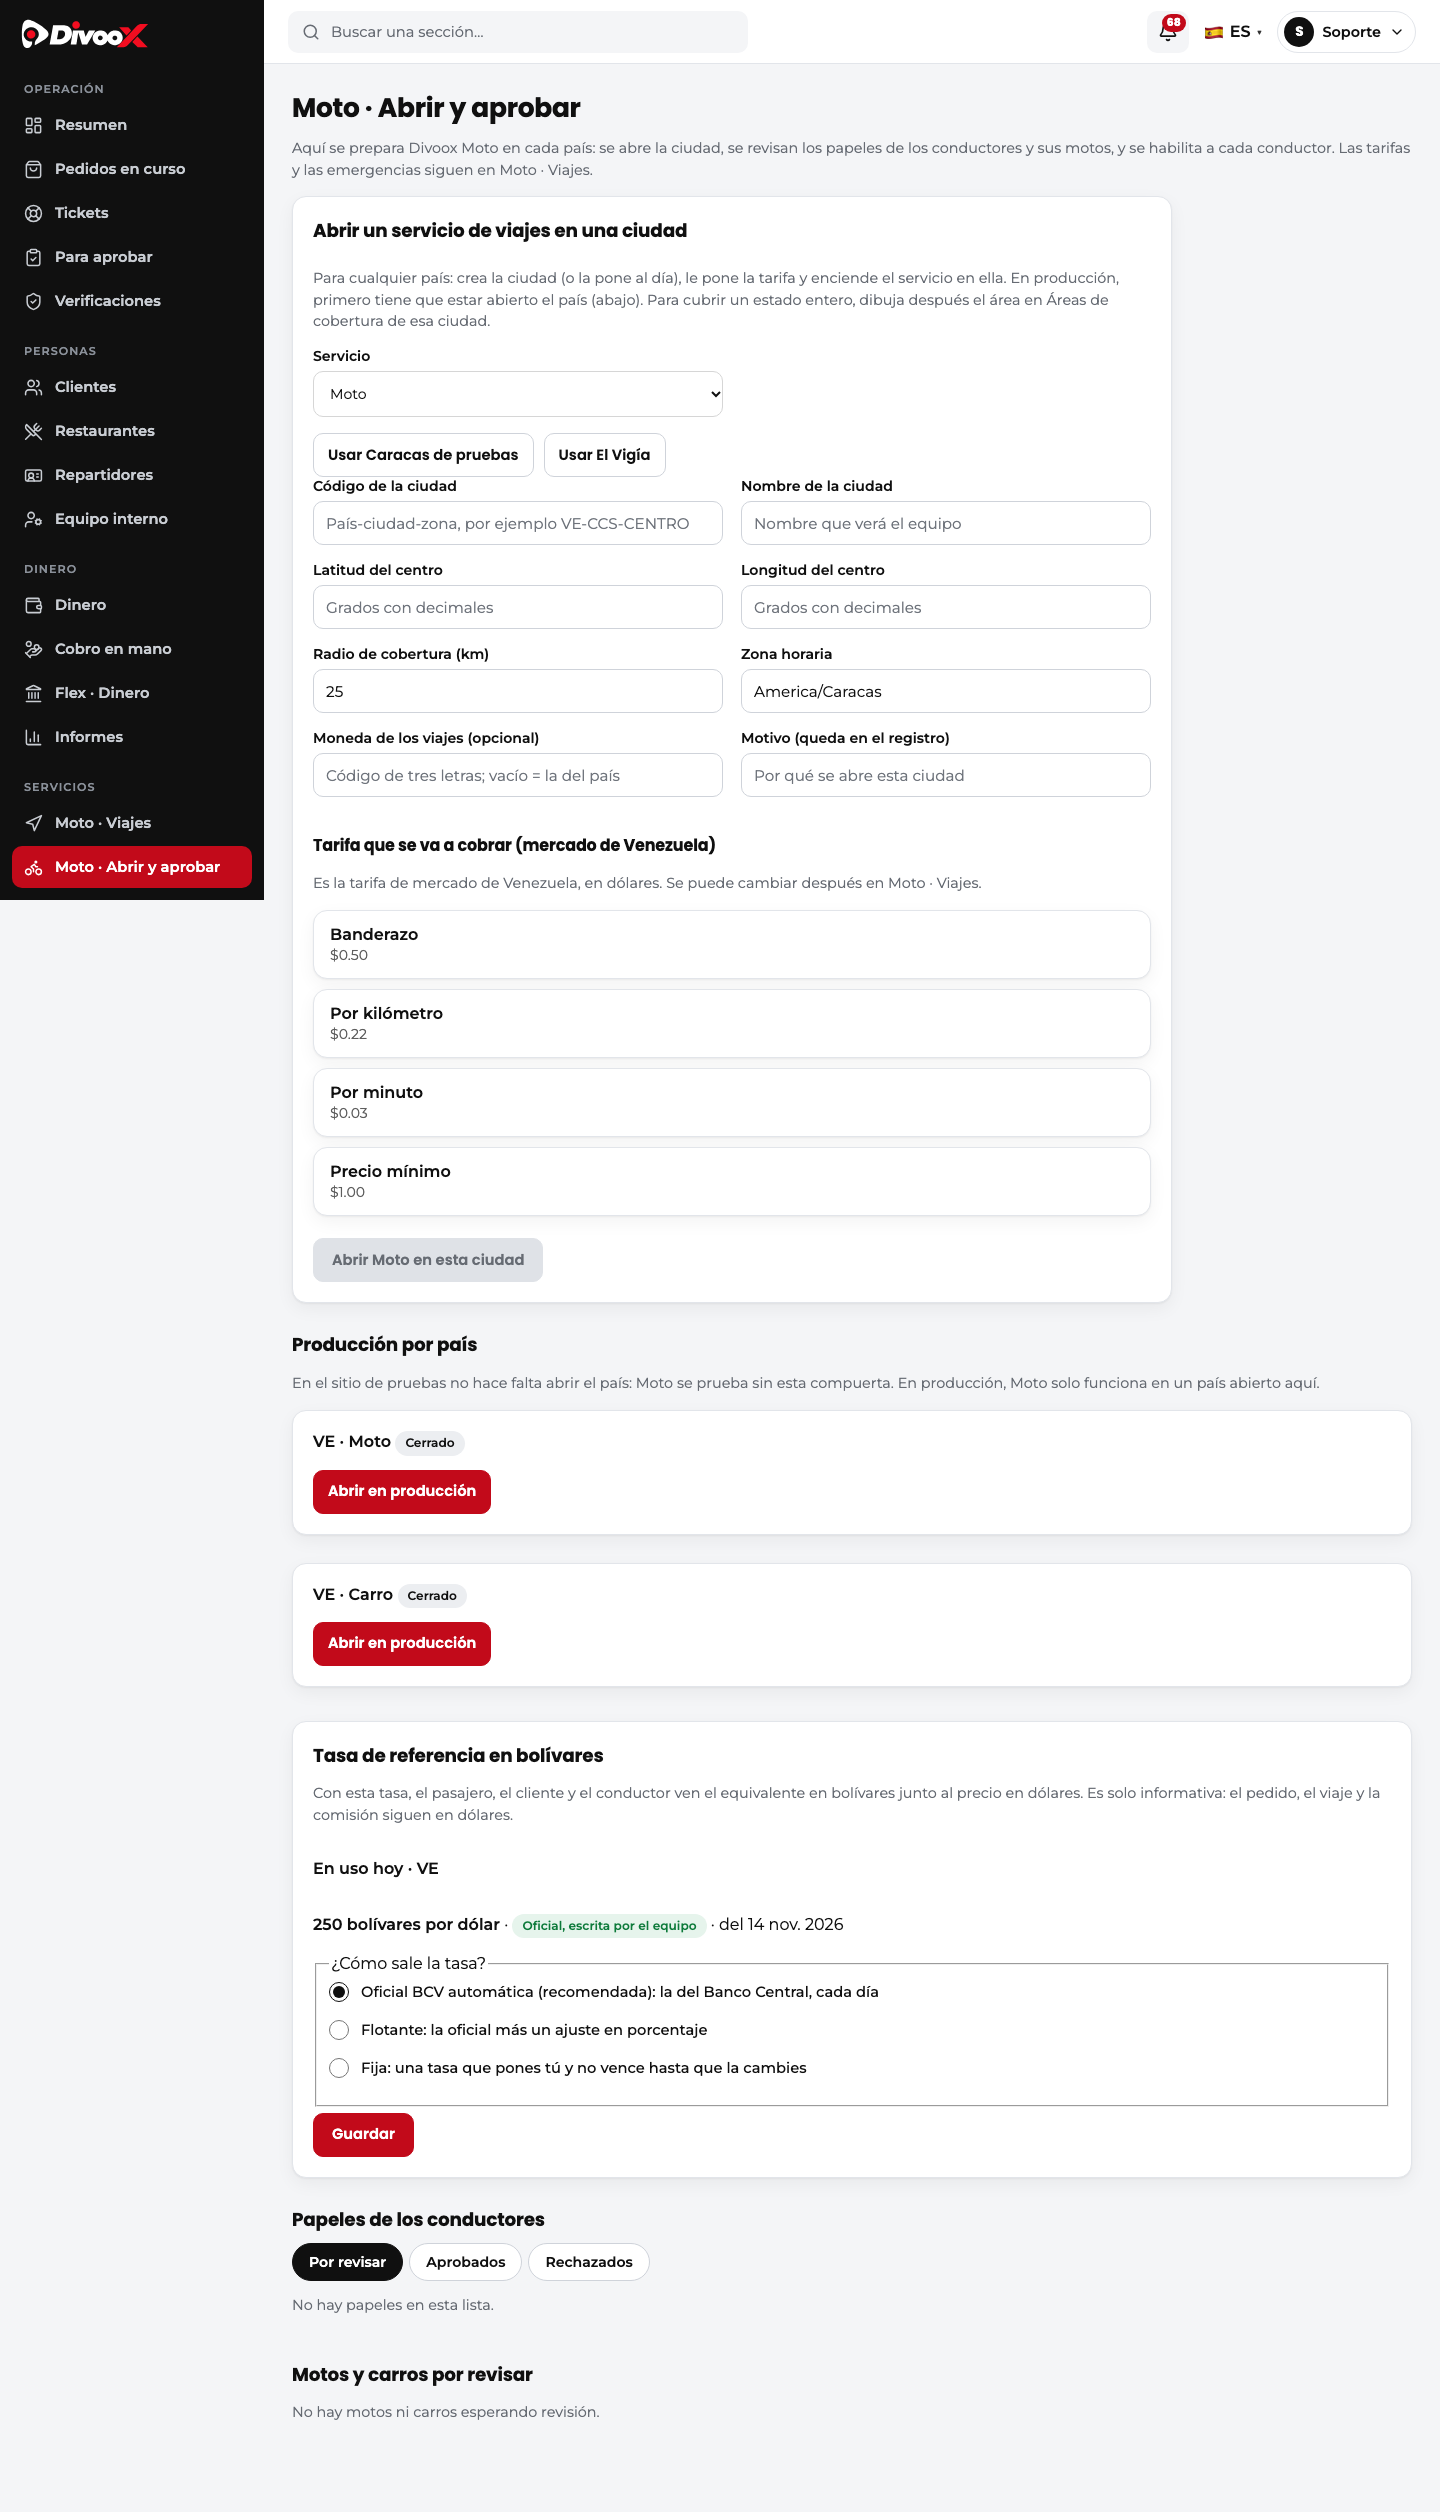 DivooX
Buscar una sección...
68
ES
S
Soporte
OPERACIÓN
Resumen
Pedidos en curso
Tickets
Para aprobar
Verificaciones
PERSONAS
Clientes
Restaurantes
Repartidores
Equipo interno
DINERO
Dinero
Cobro en mano
Flex · Dinero
Informes
SERVICIOS
Moto · Viajes
Moto · Abrir y aprobar
Moto · Abrir y aprobar
Aquí se prepara Divoox Moto en cada país: se abre la ciudad, se revisan los papeles de los conductores y sus motos, y se habilita a cada conductor. Las tarifas
y las emergencias siguen en Moto · Viajes.
Abrir un servicio de viajes en una ciudad
Para cualquier país: crea la ciudad (o la pone al día), le pone la tarifa y enciende el servicio en ella. En producción,
primero tiene que estar abierto el país (abajo). Para cubrir un estado entero, dibuja después el área en Áreas de
cobertura de esa ciudad.
Servicio
Moto
Usar Caracas de pruebas
Usar El Vigía
Código de la ciudad
Nombre de la ciudad
País-ciudad-zona, por ejemplo VE-CCS-CENTRO
Nombre que verá el equipo
Latitud del centro
Longitud del centro
Grados con decimales
Grados con decimales
Radio de cobertura (km)
Zona horaria
25
America/Caracas
Moneda de los viajes (opcional)
Motivo (queda en el registro)
Código de tres letras; vacío = la del país
Por qué se abre esta ciudad
Tarifa que se va a cobrar (mercado de Venezuela)
Es la tarifa de mercado de Venezuela, en dólares. Se puede cambiar después en Moto · Viajes.
Banderazo
$0.50
Por kilómetro
$0.22
Por minuto
$0.03
Precio mínimo
$1.00
Abrir Moto en esta ciudad
Producción por país
En el sitio de pruebas no hace falta abrir el país: Moto se prueba sin esta compuerta. En producción, Moto solo funciona en un país abierto aquí.
VE · Moto Cerrado
Abrir en producción
VE · Carro Cerrado
Abrir en producción
Tasa de referencia en bolívares
Con esta tasa, el pasajero, el cliente y el conductor ven el equivalente en bolívares junto al precio en dólares. Es solo informativa: el pedido, el viaje y la
comisión siguen en dólares.
En uso hoy · VE
250 bolívares por dólar · Oficial, escrita por el equipo · del 14 nov. 2026
¿Cómo sale la tasa?
Oficial BCV automática (recomendada): la del Banco Central, cada día
Flotante: la oficial más un ajuste en porcentaje
Fija: una tasa que pones tú y no vence hasta que la cambies
Guardar
Papeles de los conductores
Por revisar
Aprobados
Rechazados
No hay papeles en esta lista.
Motos y carros por revisar
No hay motos ni carros esperando revisión.